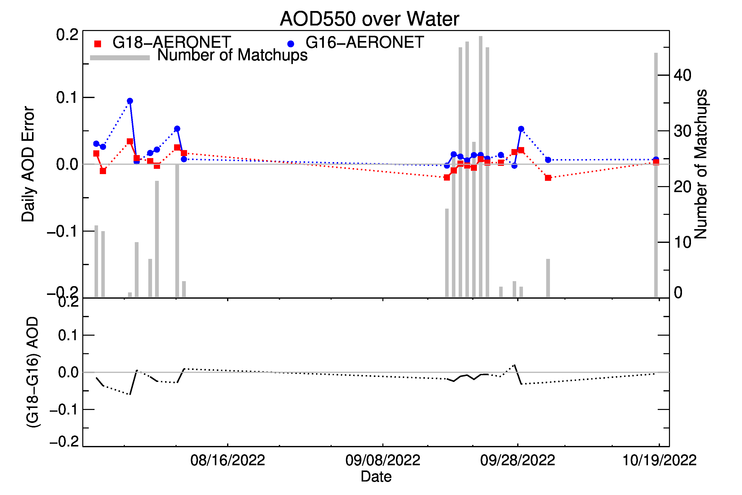 AOD550 over Water
G18−AERONET
G16−AERONET
Number of Matchups
Daily AOD Error
0.2
0.1
0.0
−0.1
−0.2
Number of Matchups
40
30
20
10
0
(G18−G16) AOD
0.2
0.1
0.0
−0.1
−0.2
08/16/2022
09/08/2022
09/28/2022
10/19/2022
Date